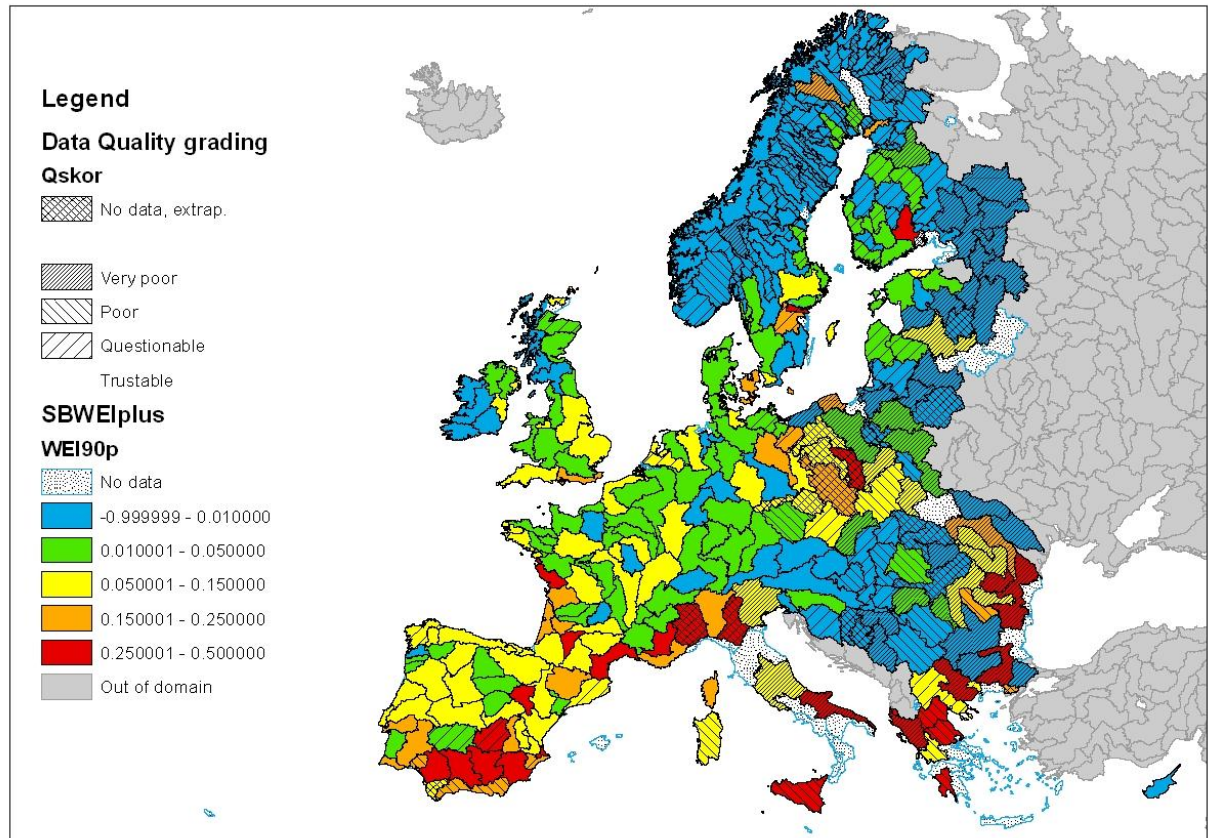 Legend
Data Quality grading
Qskor
No data, extrap.
Very poor
Poor
Questionable
Trustable
SBWEIplus
WEI90p
No data
-0.999999 - 0.010000
0.010001 - 0.050000
0.050001 - 0.150000
0.150001 - 0.250000
0.250001 - 0.500000
Out of domain